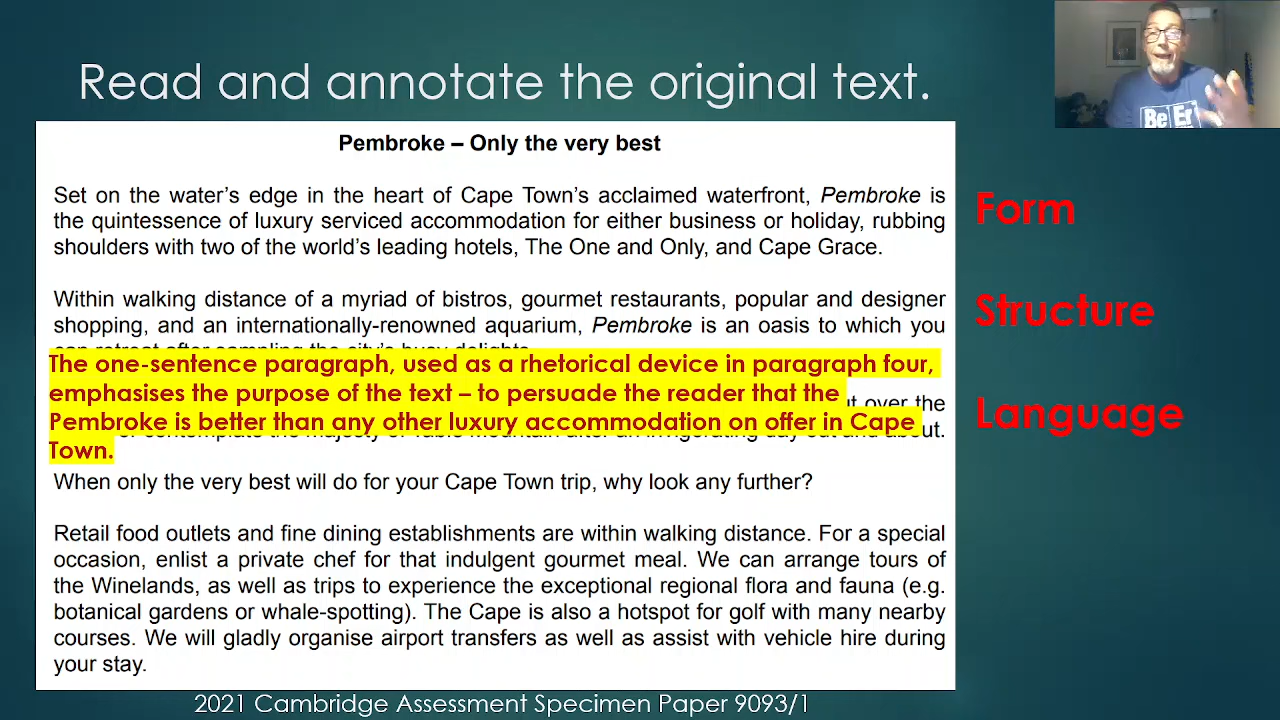 Read and annotate the original text.
Be Er
Pembroke – Only the very best
Set on the water's edge in the heart of Cape Town's acclaimed waterfront, Pembroke is
the quintessence of luxury serviced accommodation for either business or holiday, rubbing
shoulders with two of the world's leading hotels, The One and Only, and Cape Grace.
Within walking distance of a myriad of bistros, gourmet restaurants, popular and designer
shopping, and an internationally-renowned aquarium, Pembroke is an oasis to which you
The one-sentence paragraph, used as a rhetorical device in paragraph four,
emphasises the purpose of the text – to persuade the reader that the
over the
Pembroke is better than any other luxury accommodation on offer in Cape
Town.
When only the very best will do for your Cape Town trip, why look any further?
Retail food outlets and fine dining establishments are within walking distance. For a special
occasion, enlist a private chef for that indulgent gourmet meal. We can arrange tours of
the Winelands, as well as trips to experience the exceptional regional flora and fauna (e.g.
botanical gardens or whale-spotting). The Cape is also a hotspot for golf with many nearby
courses. We will gladly organise airport transfers as well as assist with vehicle hire during
your stay.
Form
Structure
Language
2021 Cambridge Assessment Specimen Paper 9093/1